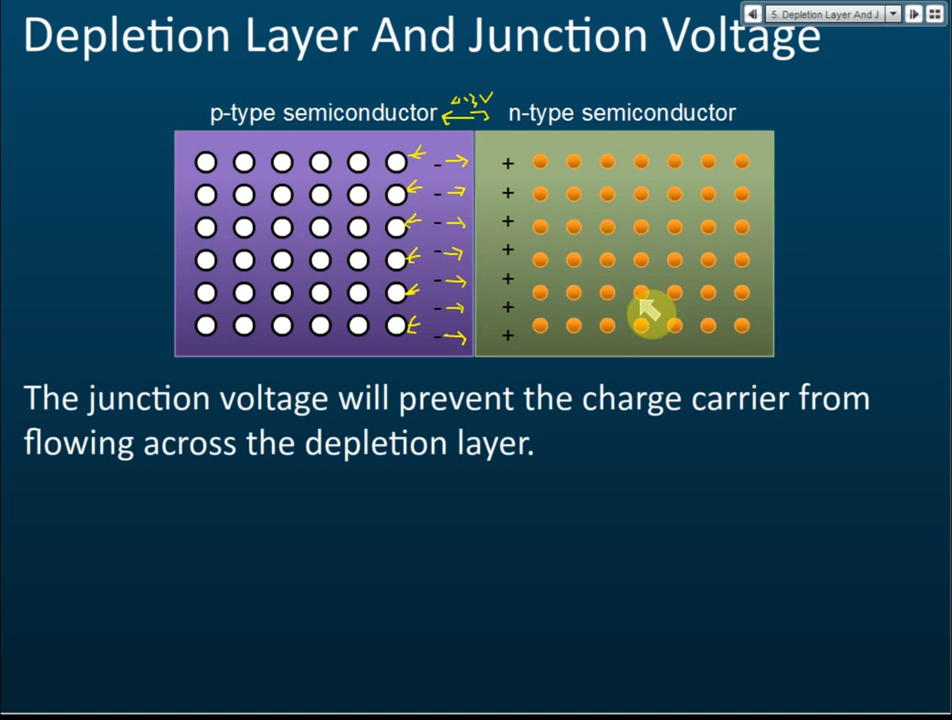 Depletion Layer And Junction Voltage
5. Depletion Layer And J
p-type semiconductor
n-type semiconductor
- +
- +
- +
- +
- +
- +
- +
The junction voltage will prevent the charge carrier from
flowing across the depletion layer.